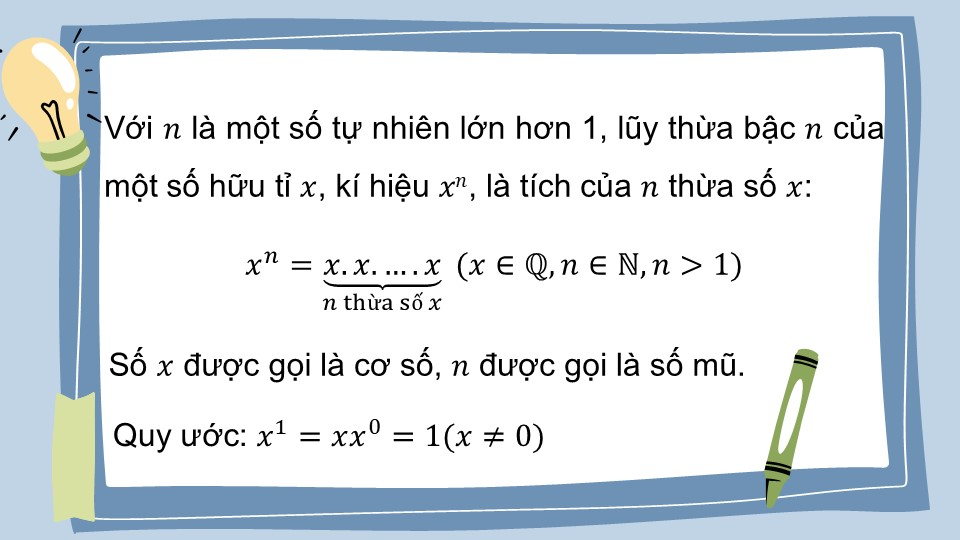 Với 𝑛 là một số tự nhiên lớn hơn 1, lũy thừa bậc 𝑛 của
một số hữu tỉ 𝑥, kí hiệu 𝑥ⁿ, là tích của 𝑛 thừa số 𝑥:
𝑥ⁿ = 𝑥. 𝑥. … . 𝑥 (𝑥 ∈ ℚ, 𝑛 ∈ ℕ, 𝑛 > 1)
𝑛 thừa số 𝑥
Số 𝑥 được gọi là cơ số, 𝑛 được gọi là số mũ.
Quy ước: 𝑥¹ = 𝑥𝑥⁰ = 1(𝑥 ≠ 0)